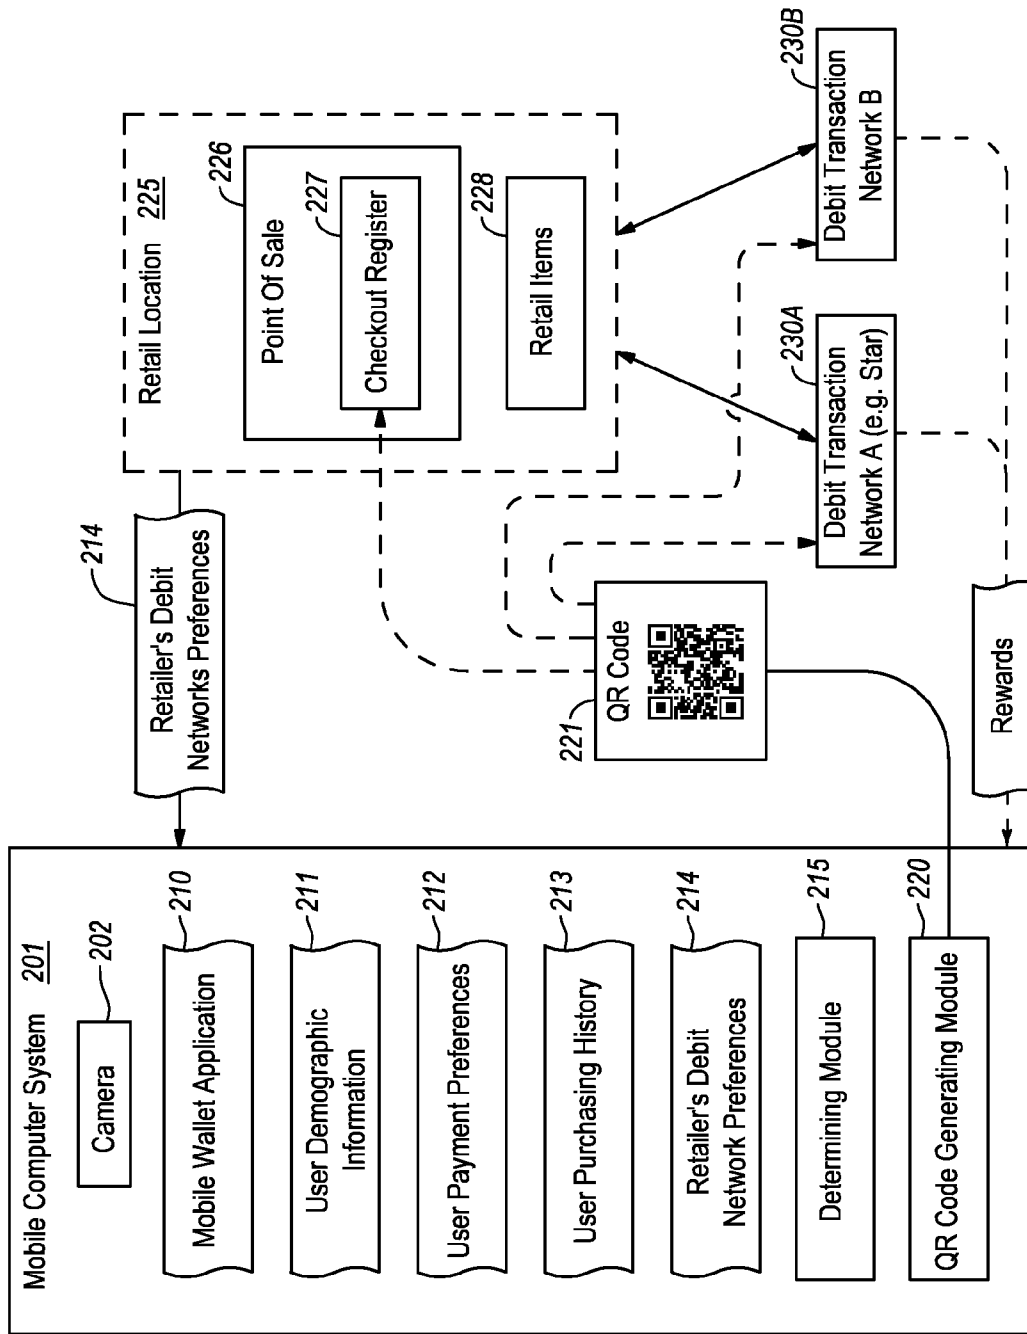 Mobile Computer System 201
Camera
202
Mobile Wallet Application
210
User Demographic
Information
211
User Payment Preferences
212
User Purchasing History
213
Retailer's Debit
Network Preferences
214
Determining Module
215
QR Code Generating Module
220
Retailer's Debit
Networks Preferences
214
221
QR Code
Rewards
Retail Location 225
226
Point Of Sale
227
Checkout Register
228
Retail Items
230A
Debit Transaction
Network A (e.g. Star)
230B
Debit Transaction
Network B